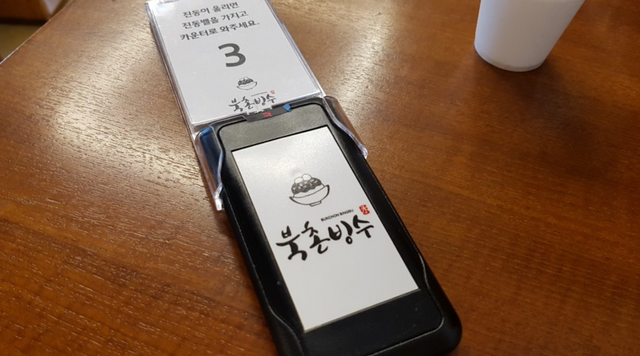 진동이 울리면
진동벨을 가지고
카운터로 와주세요.
3
북촌빙수
BUKCHON BINGSU
북촌빙수